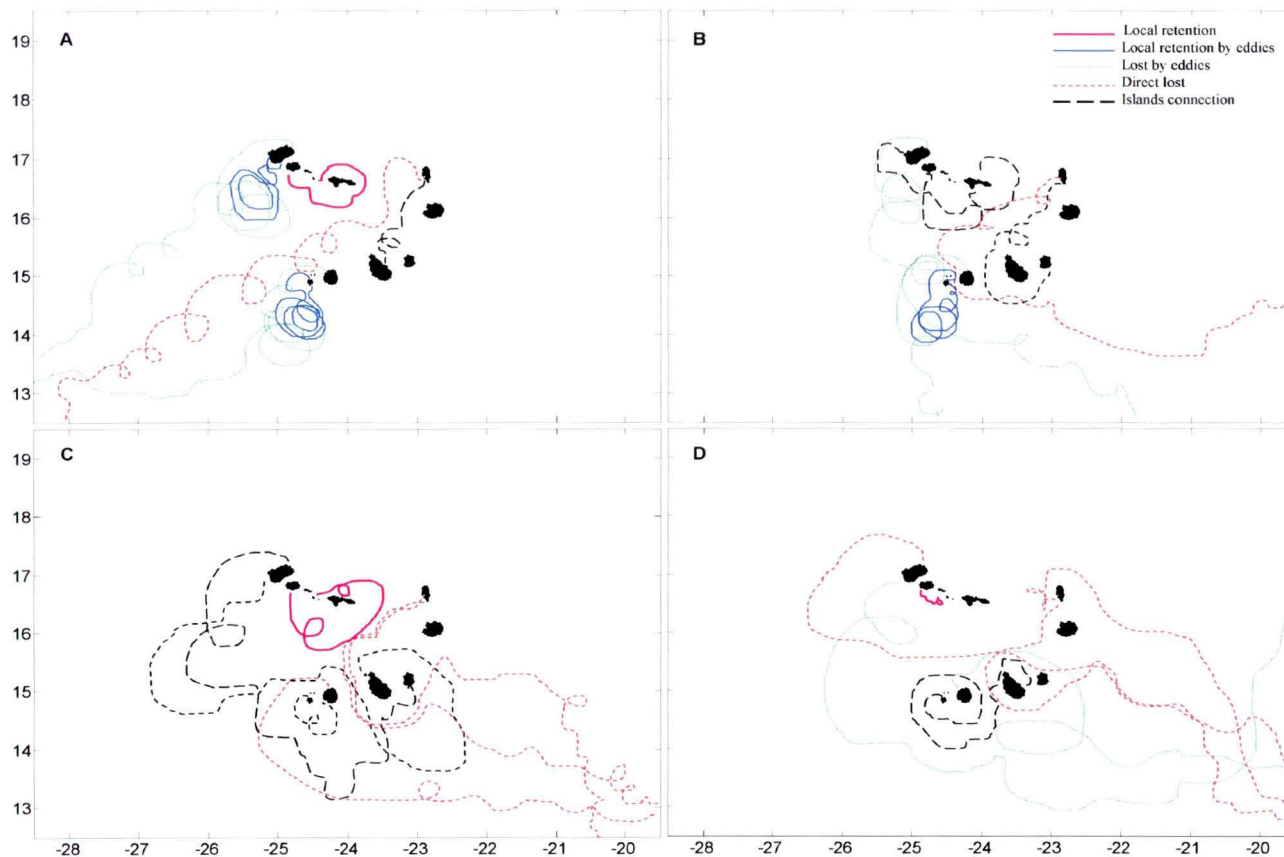 A
B
Local retention
Local retention by eddies
Lost by eddies
Direct lost
Islands connection
19
18
17
16
15
14
13
C
D
19
18
17
16
15
14
13
-28 -27 -26 -25 -24 -23 -22 -21 -20
-28 -27 -26 -25 -24 -23 -22 -21 -20